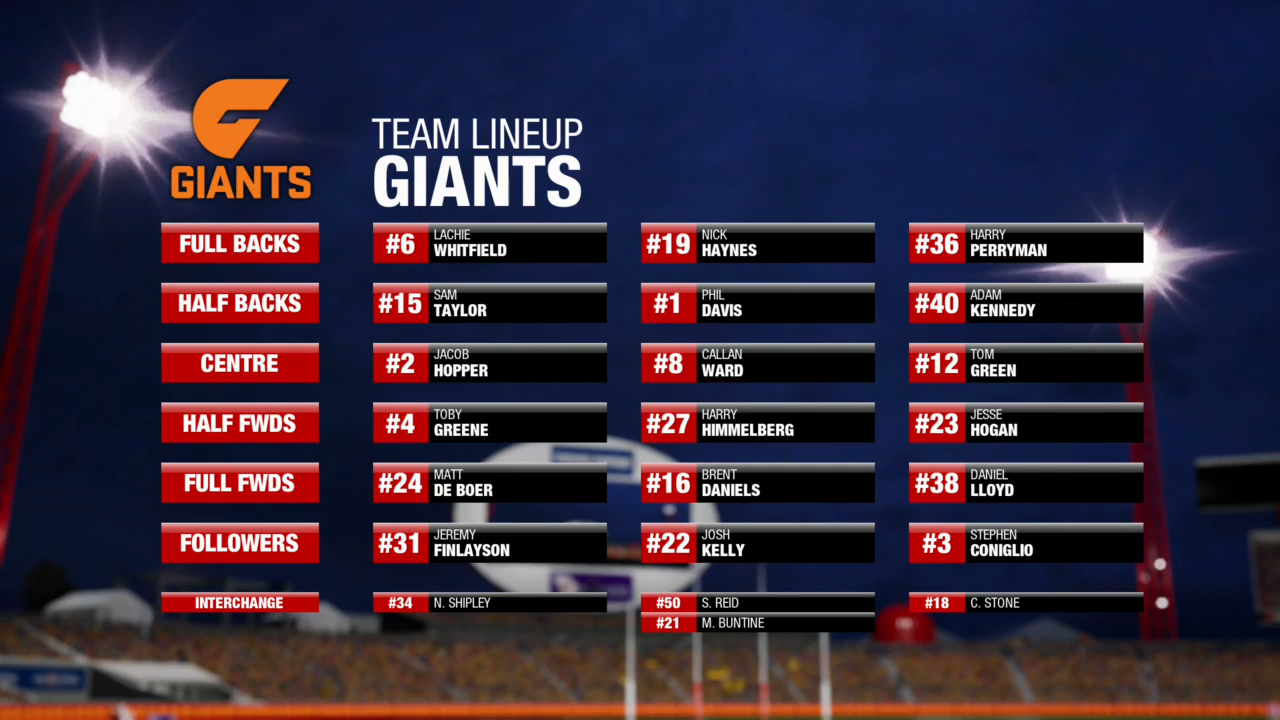 GIANTS
TEAM LINEUP
GIANTS
FULL BACKS
#6 LACHIE WHITFIELD
#19 NICK HAYNES
#36 HARRY PERRYMAN
HALF BACKS
#15 SAM TAYLOR
#1 PHIL DAVIS
#40 ADAM KENNEDY
CENTRE
#2 JACOB HOPPER
#8 CALLAN WARD
#12 TOM GREEN
HALF FWDS
#4 TOBY GREENE
#27 HARRY HIMMELBERG
#23 JESSE HOGAN
FULL FWDS
#24 MATT DE BOER
#16 BRENT DANIELS
#38 DANIEL LLOYD
FOLLOWERS
#31 JEREMY FINLAYSON
#22 JOSH KELLY
#3 STEPHEN CONIGLIO
INTERCHANGE
#34 N. SHIPLEY
#50 S. REID
#18 C. STONE
#21 M. BUNTINE